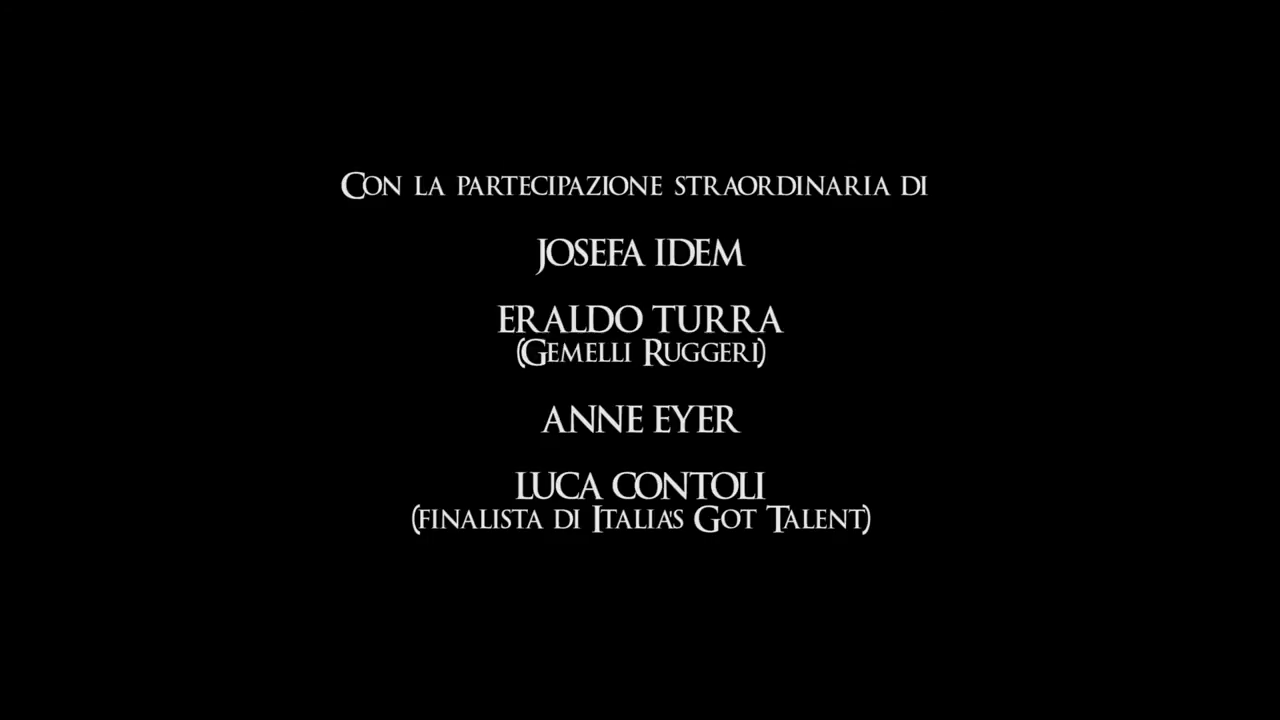 Con la partecipazione straordinaria di
JOSEFA IDEM
ERALDO TURRA
(Gemelli Ruggeri)
ANNE EYER
LUCA CONTOLI
(finalista di Italia's Got Talent)